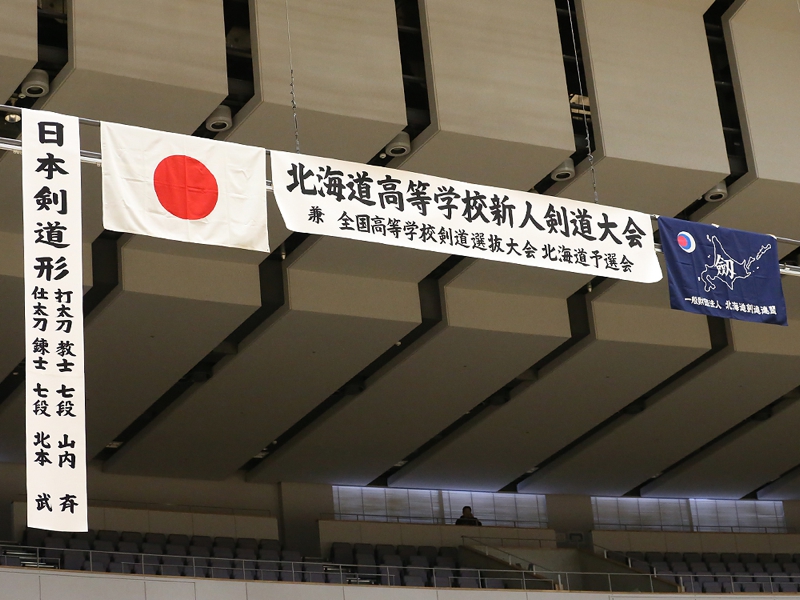 日本剣道形
打太刀 教士 七段 山内 斉
仕太刀 錬士 七段 北本 武
北海道高等学校新人剣道大会
兼 全国高等学校剣道選抜大会 北海道予選会
剱
一般財団法人 北海道剣道連盟